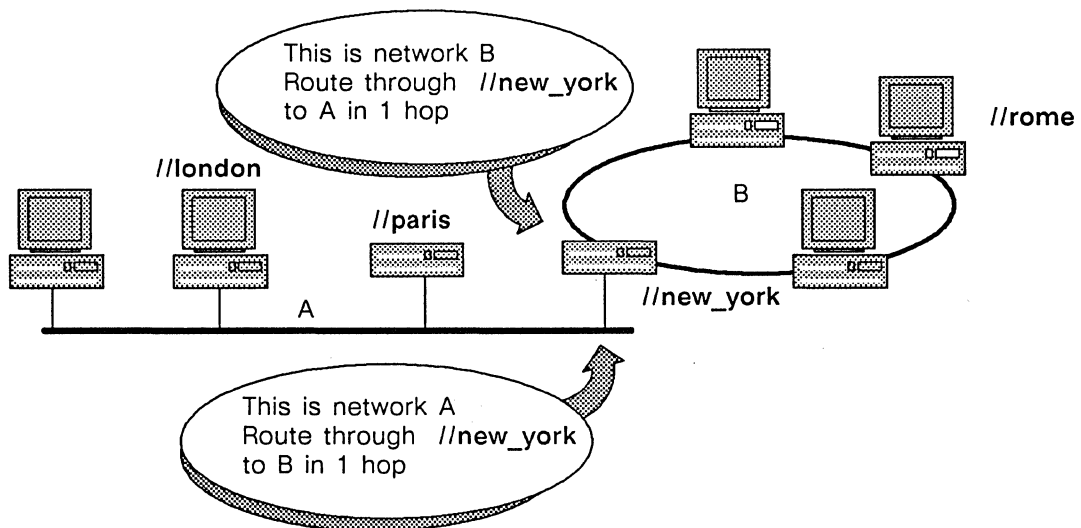 This is network B
Route through //new_york
to A in 1 hop
//rome
//london
B
//paris
//new_york
A
This is network A
Route through //new_york
to B in 1 hop